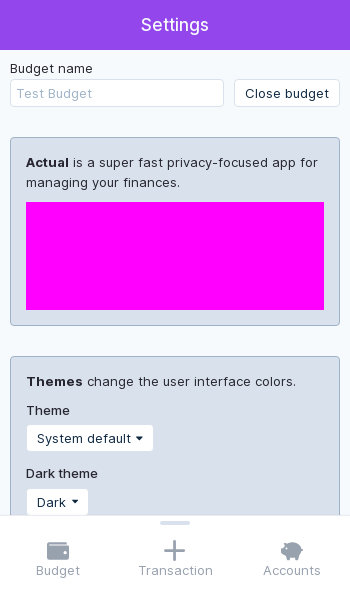 Settings
Budget name
Test Budget
Close budget
Actual is a super fast privacy-focused app for
managing your finances.
Themes change the user interface colors.
Theme
System default
Dark theme
Dark
Budget
Transaction
Accounts